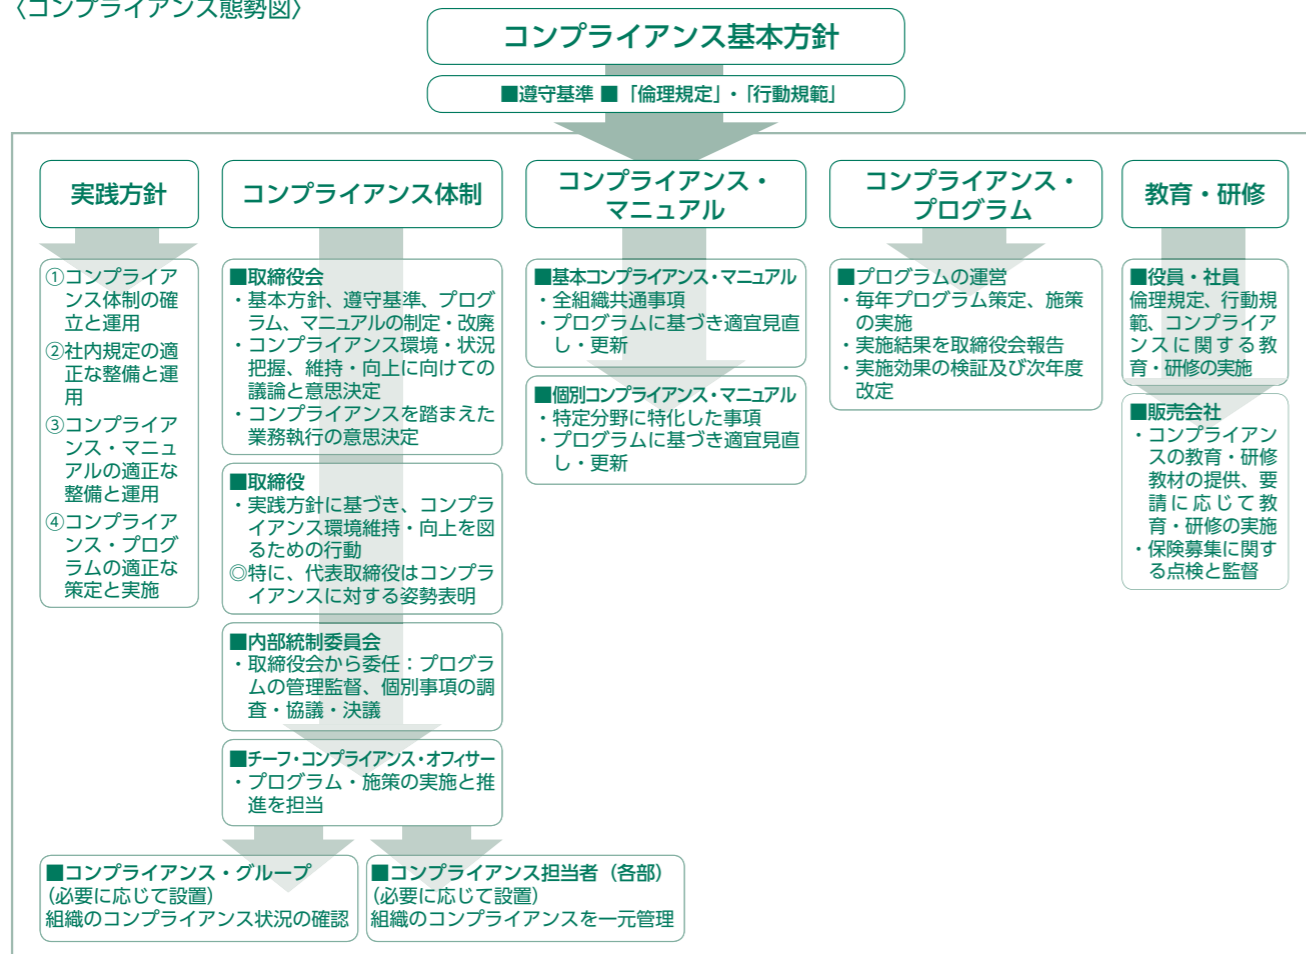 〈コンプライアンス態勢図〉
コンプライアンス基本方針
■遵守基準 ■「倫理規定」・「行動規範」
実践方針
①コンプライア
ンス体制の確
立と運用
②社内規定の適
正な整備と運
用
③コンプライア
ンス・マニュ
アルの適正な
整備と運用
④コンプライア
ンス・プログ
ラムの適正な
策定と実施
コンプライアンス体制
■取締役会
・基本方針、遵守基準、プログ
ラム、マニュアルの制定・改廃
・コンプライアンス環境・状況
把握、維持・向上に向けての
議論と意思決定
・コンプライアンスを踏まえた
業務執行の意思決定
■取締役
・実践方針に基づき、コンプラ
イアンス環境維持・向上を図
るための行動
◎特に、代表取締役はコンプラ
イアンスに対する姿勢表明
■内部統制委員会
・取締役会から委任：プログラ
ムの管理監督、個別事項の調
査・協議・決議
■チーフ・コンプライアンス・オフィサー
・プログラム・施策の実施と推
進を担当
■コンプライアンス・グループ
(必要に応じて設置)
組織のコンプライアンス状況の確認
■コンプライアンス担当者（各部）
(必要に応じて設置)
組織のコンプライアンスを一元管理
コンプライアンス・
マニュアル
■基本コンプライアンス・マニュアル
・全組織共通事項
・プログラムに基づき適宜見直
し・更新
■個別コンプライアンス・マニュアル
・特定分野に特化した事項
・プログラムに基づき適宜見直
し・更新
コンプライアンス・
プログラム
■プログラムの運営
・毎年プログラム策定、施策
の実施
・実施結果を取締役会報告
・実施効果の検証及び次年度
改定
教育・研修
■役員・社員
倫理規定、行動規
範、コンプライア
ンスに関する教
育・研修の実施
■販売会社
・コンプライアン
スの教育・研修
教材の提供、要
請に応じて教
育・研修の実施
・保険募集に関す
る点検と監督